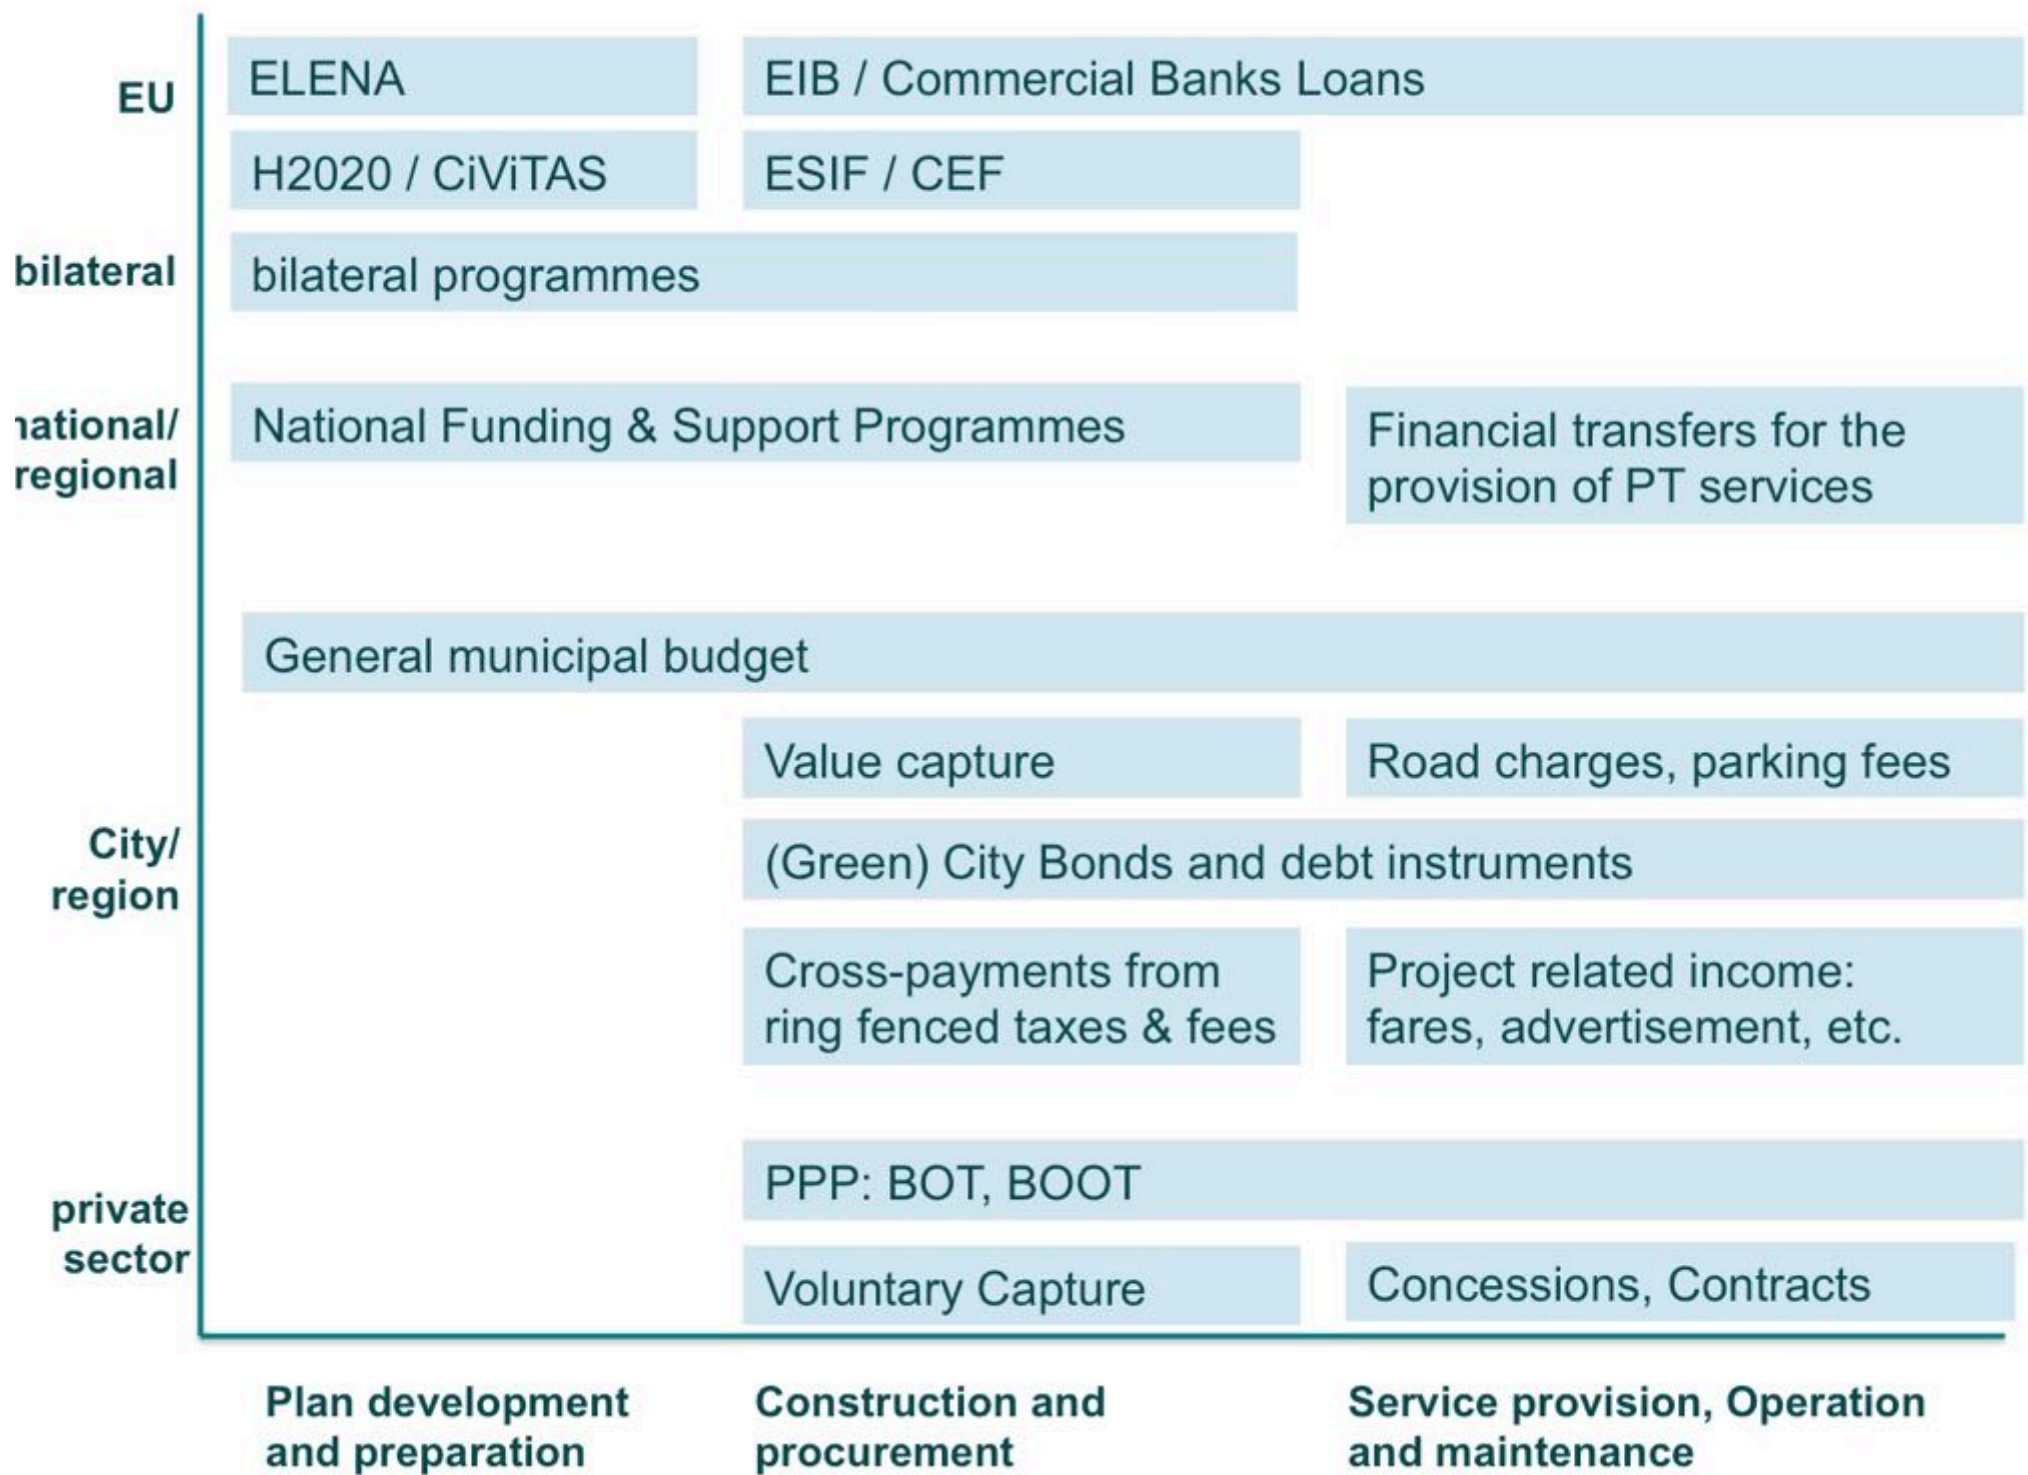 EU
ELENA
EIB / Commercial Banks Loans
H2020 / CiViTAS
ESIF / CEF
bilateral
bilateral programmes
national/
regional
National Funding & Support Programmes
Financial transfers for the
provision of PT services
City/
region
General municipal budget
Value capture
Road charges, parking fees
(Green) City Bonds and debt instruments
Cross-payments from
ring fenced taxes & fees
Project related income:
fares, advertisement, etc.
private
sector
PPP: BOT, BOOT
Voluntary Capture
Concessions, Contracts
Plan development
and preparation
Construction and
procurement
Service provision, Operation
and maintenance